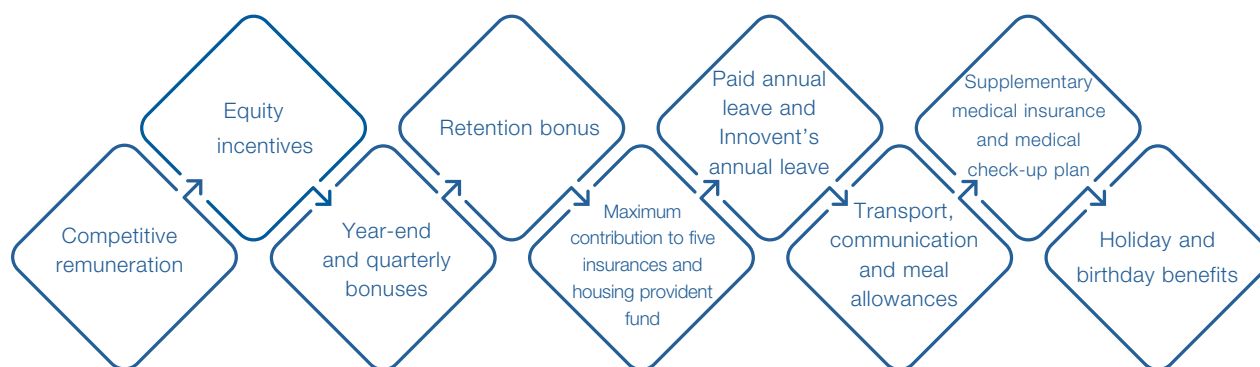 Competitive
remuneration
Equity
incentives
Year-end
and quarterly
bonuses
Retention bonus
Maximum
contribution to five
insurances and
housing provident
fund
Paid annual
leave and
Innovent's
annual leave
Transport,
communication
and meal
allowances
Supplementary
medical insurance
and medical
check-up plan
Holiday and
birthday benefits